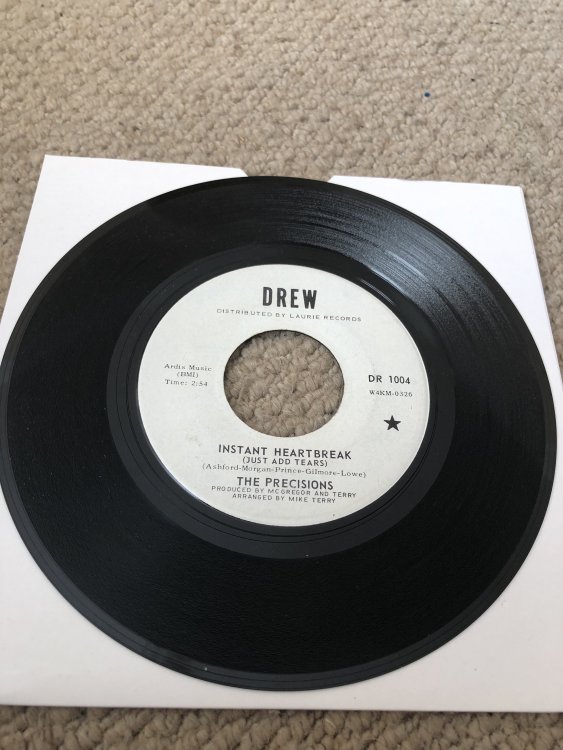 DREW
DISTRIBUTED BY LAURIE RECORDS
Ardis Music
(BMI)
Time: 2:54
DR 1004
W4KM-0326
INSTANT HEARTBREAK
(JUST ADD TEARS)
(Ashford-Morgan-Prince-Gilmore-Lowe)
THE PRECISIONS
PRODUCED BY MCGREGOR AND TERRY
ARRANGED BY MIKE TERRY